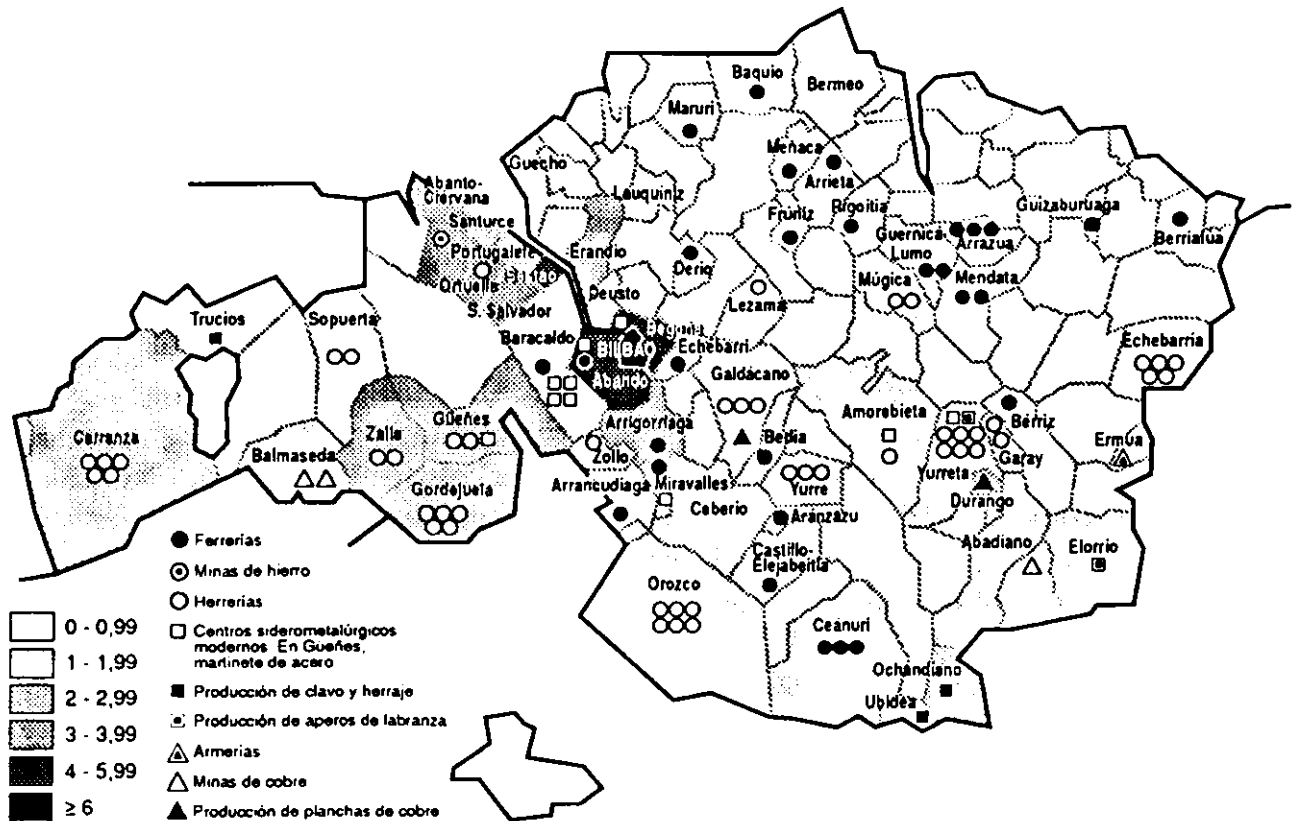 Baquio
Bermeo
Maruri
Meñaca
Guecho
Arrieta
Abanto-
Ciervana
Lauquiniz
Santurce
Fruniz
Rigoitia
Guizaburuaga
Guernica
Lumo
Arrazua
Berriatua
Portugalete
Erandio
Derio
Ortuella
Mendata
Múgica
Lezama
Deusto
S. Salvador
Trucios
Sopuerta
Baracaldo
Echebarria
BILBAO
Echebarri
Galdácano
Abando
Amorebieta
Carranza
Zalla
Güeñes
Arrigorriaga
Berriz
Ermúa
Balmaseda
Zollo
Bedia
Garay
Yurreta
Gordejuela
Arrancudiaga
Miravalles
Yurre
Durango
Ceberio
Aranzazu
Abadiano
Elorrio
Castillo-
Elejabeitia
Orozco
Ceanuri
Ochandiano
Ubidea
Ferrerías
Minas de hierro
Herrerías
Centros siderometalúrgicos
modernos En Güeñes,
martinete de acero
Producción de clavo y herraje
Producción de aperos de labranza
Armerías
Minas de cobre
Producción de planchas de cobre
0 - 0,99
1 - 1,99
2 - 2,99
3 - 3,99
4 - 5,99
≥ 6